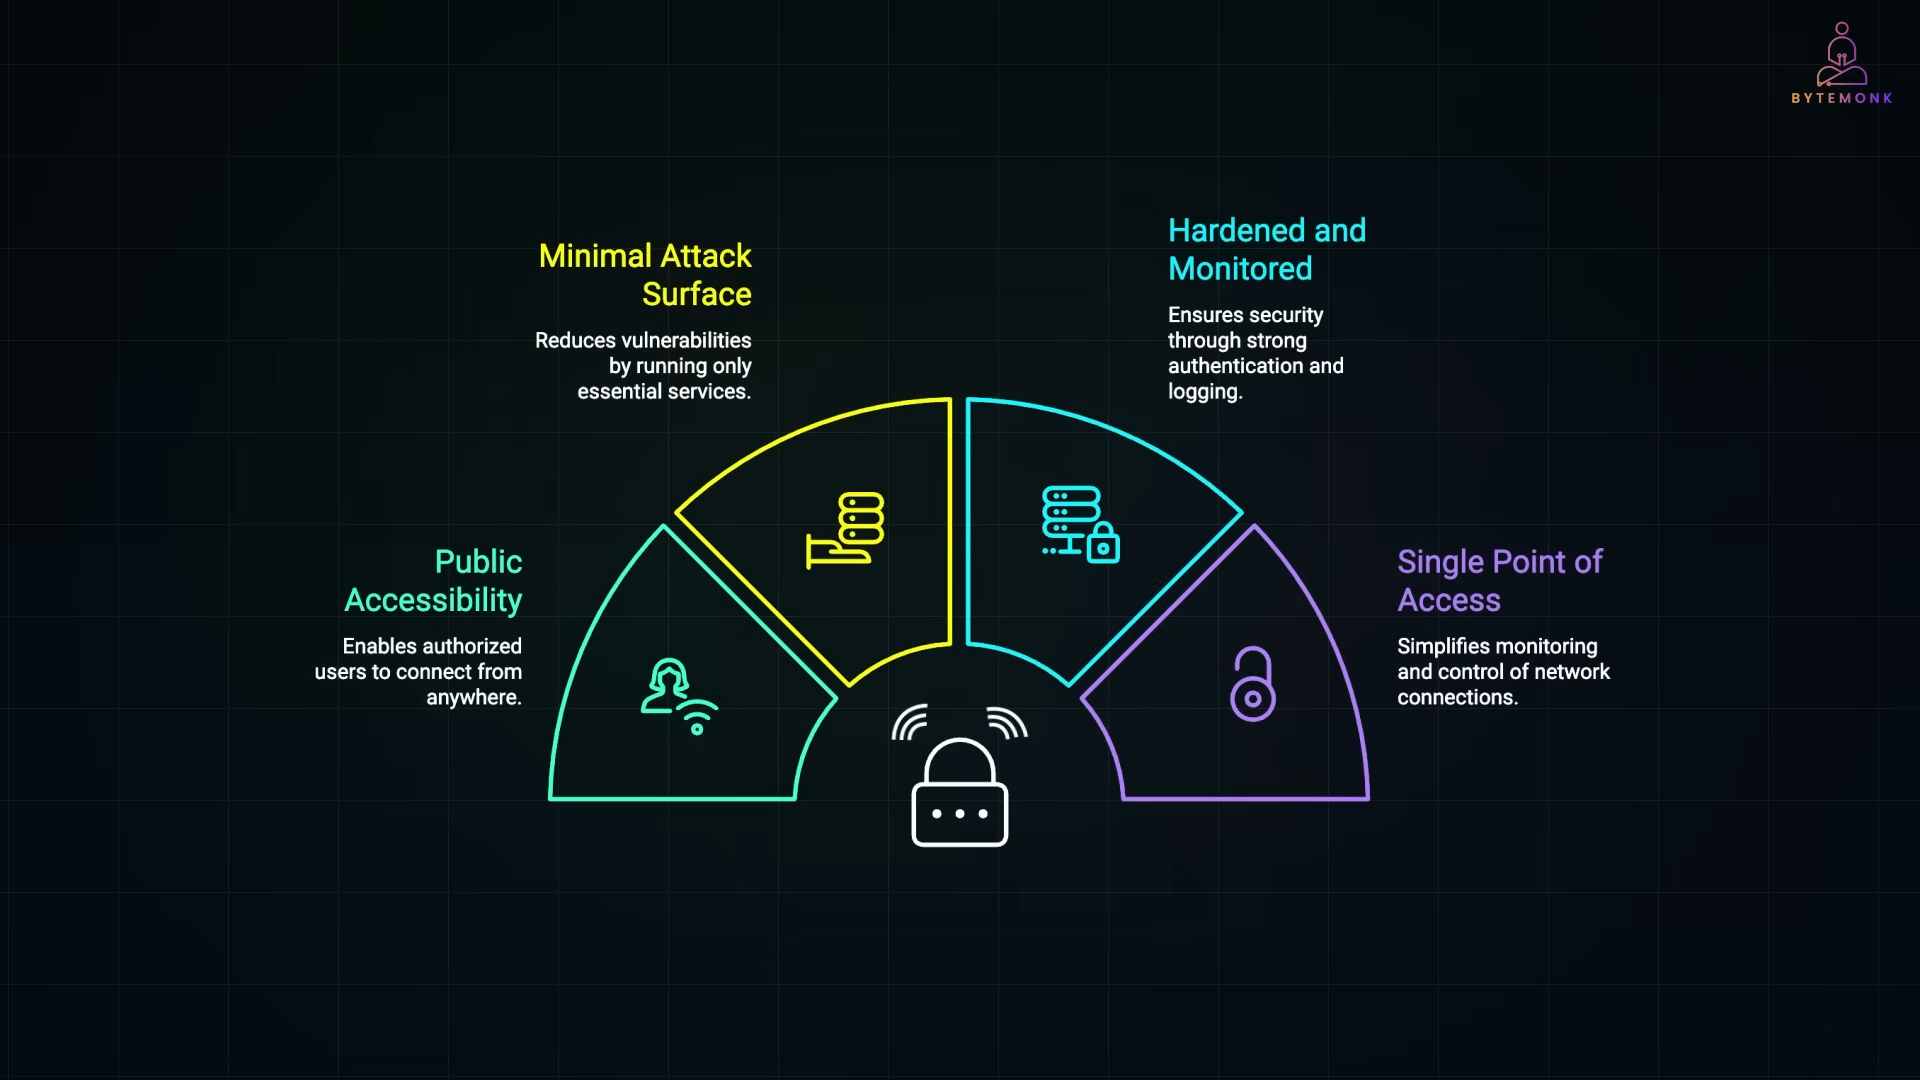 BYTEMONK
Minimal Attack
Surface
Reduces vulnerabilities
by running only
essential services.
Hardened and
Monitored
Ensures security
through strong
authentication and
logging.
Public
Accessibility
Enables authorized
users to connect from
anywhere.
Single Point of
Access
Simplifies monitoring
and control of network
connections.